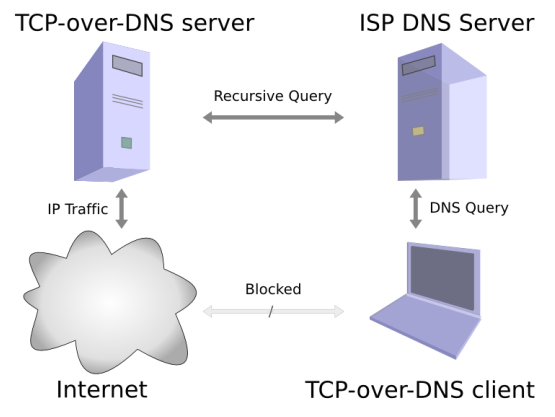 TCP-over-DNS server
ISP DNS Server
Recursive Query
IP Traffic
DNS Query
Blocked
Internet
TCP-over-DNS client